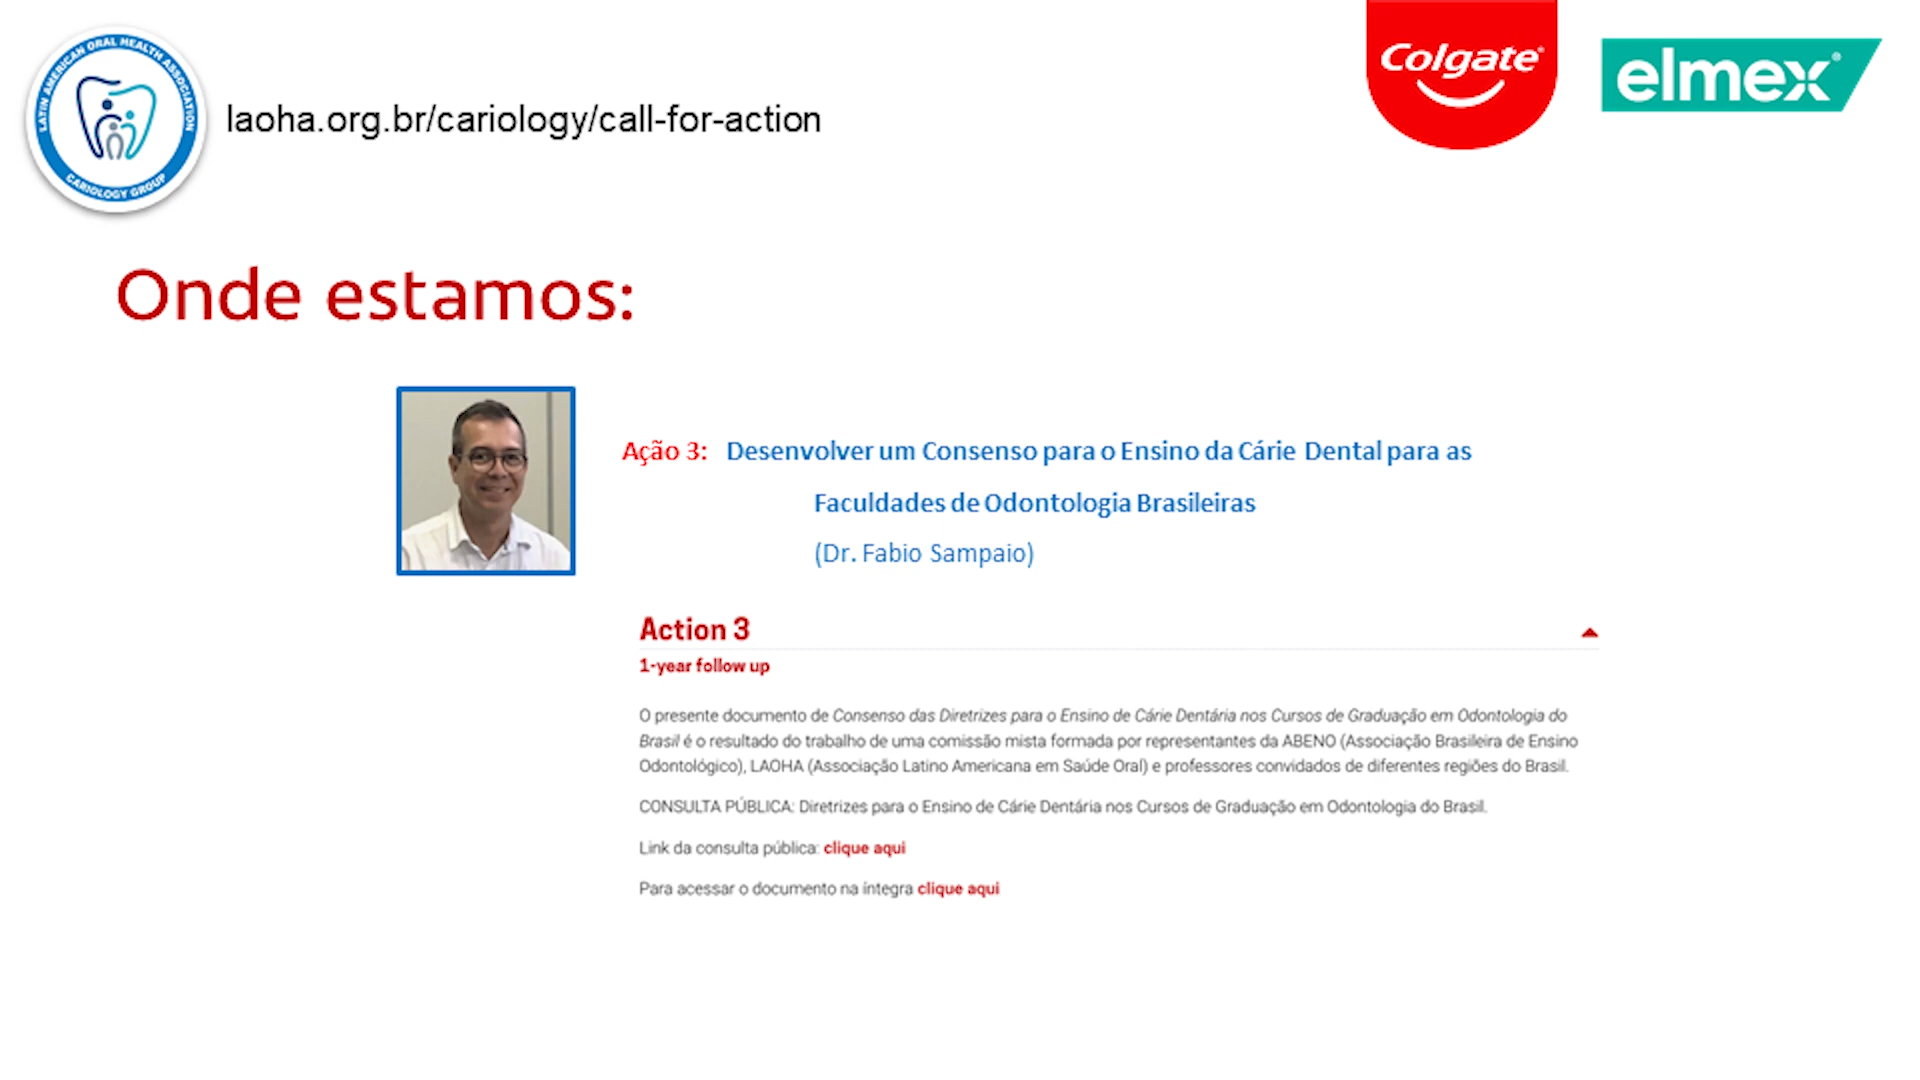 LATIN AMERICAN ORAL HEALTH ASSOCIATION
CARIOLOGY GROUP
laoha.org.br/cariology/call-for-action
Colgate®
elmex®
Onde estamos:
Ação 3: Desenvolver um Consenso para o Ensino da Cárie Dental para as
Faculdades de Odontologia Brasileiras
(Dr. Fabio Sampaio)
Action 3
1-year follow up
O presente documento de Consenso das Diretrizes para o Ensino de Cárie Dentária nos Cursos de Graduação em Odontologia do
Brasil é o resultado do trabalho de uma comissão mista formada por representantes da ABENO (Associação Brasileira de Ensino
Odontológico), LAOHA (Associação Latino Americana em Saúde Oral) e professores convidados de diferentes regiões do Brasil.
CONSULTA PÚBLICA: Diretrizes para o Ensino de Cárie Dentária nos Cursos de Graduação em Odontologia do Brasil.
Link da consulta pública: clique aqui
Para acessar o documento na íntegra clique aqui